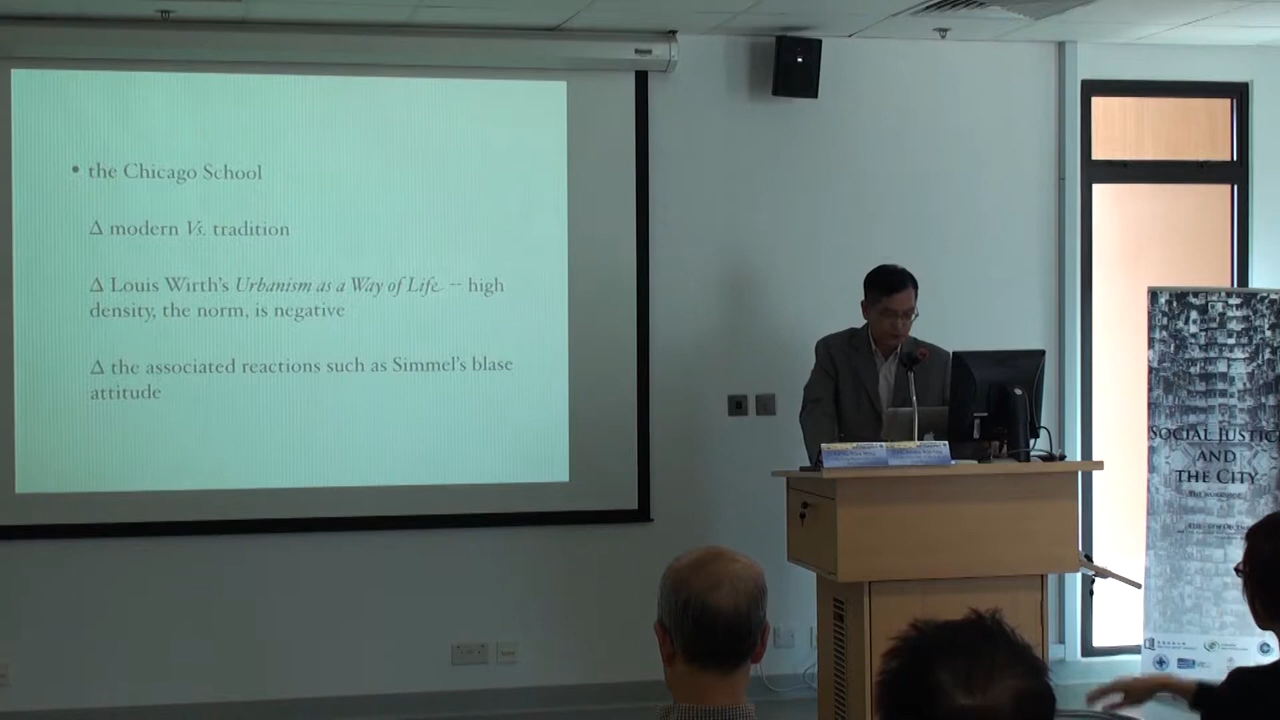 • the Chicago School
Δ modern Vs. tradition
Δ Louis Wirth's Urbanism as a Way of Life -- high
density, the norm, is negative
Δ the associated reactions such as Simmel's blase
attitude
SOCIAL JUSTIC
AND
THE CITY